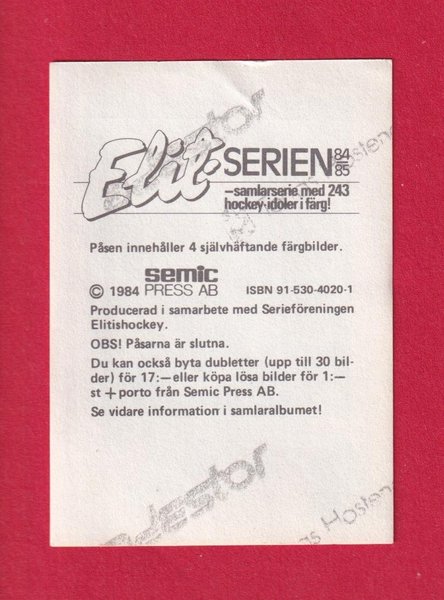 Elit-SERIEN 84/85
—samlarserie med 243
hockey-idoler i färg!
Påsen innehåller 4 självhäftande färgbilder.
semic
© 1984 PRESS AB ISBN 91-530-4020-1
Producerad i samarbete med Serieföreningen
Elitishockey.
OBS! Påsarna är slutna.
Du kan också byta dubletter (upp till 30 bil-
der) för 17:—eller köpa lösa bilder för 1:—
st + porto från Semic Press AB.
Se vidare information i samlaralbumet!